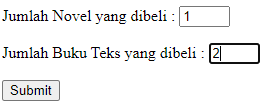 Jumlah Novel yang dibeli : 1
Jumlah Buku Teks yang dibeli : 2
Submit